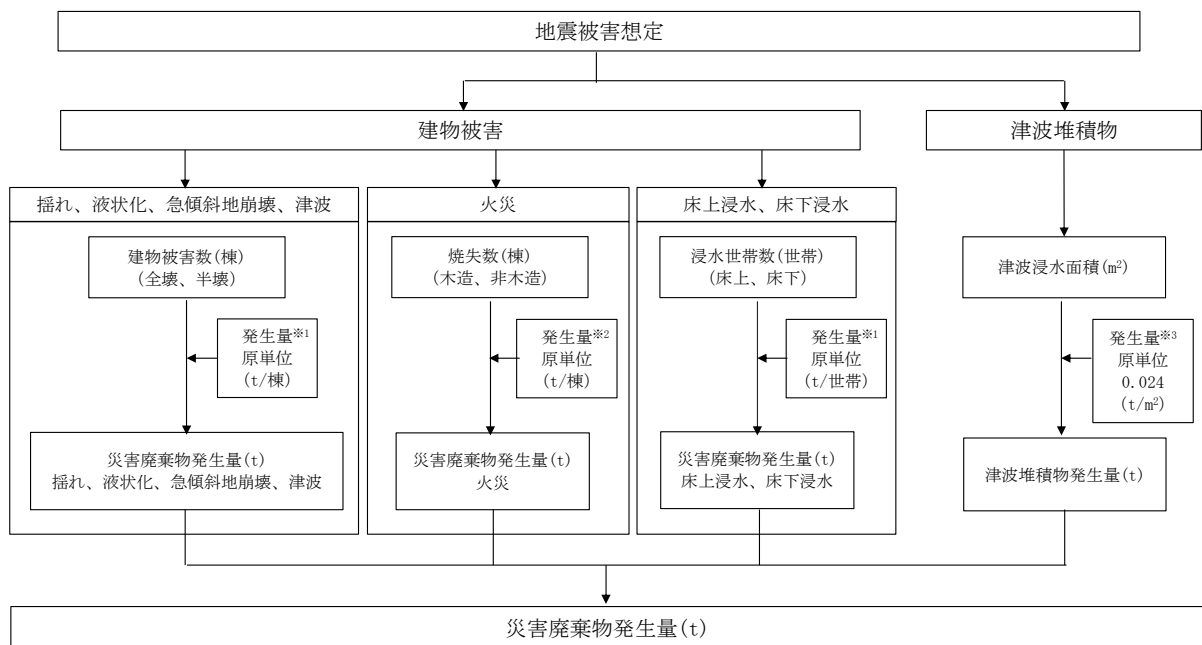 地震被害想定
建物被害
津波堆積物
揺れ、液状化、急傾斜地崩壊、津波
火災
床上浸水、床下浸水
建物被害数(棟)
(全壊、半壊)
焼失数(棟)
(木造、非木造)
浸水世帯数(世帯)
(床上、床下)
津波浸水面積(m²)
発生量※1
原単位
(t/棟)
発生量※2
原単位
(t/棟)
発生量※1
原単位
(t/世帯)
発生量※3
原単位
0.024
(t/m²)
災害廃棄物発生量(t)
揺れ、液状化、急傾斜地崩壊、津波
災害廃棄物発生量(t)
火災
災害廃棄物発生量(t)
床上浸水、床下浸水
津波堆積物発生量(t)
災害廃棄物発生量(t)